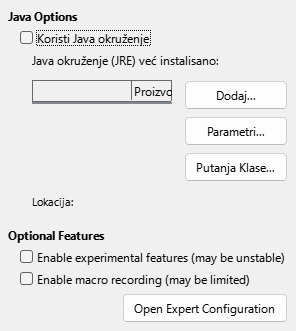 Java Options
Koristi Java okruženje
Java okruženje (JRE) već instalisano:
Proizvo
Dodaj...
Parametri...
Putanja Klase...
Lokacija:
Optional Features
Enable experimental features (may be unstable)
Enable macro recording (may be limited)
Open Expert Configuration